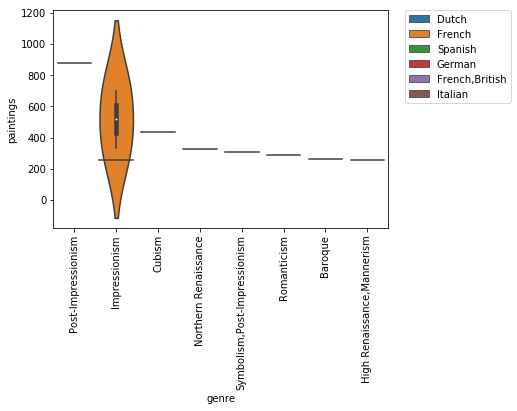 1200
1000
800
600
400
200
0
paintings
Post-Impressionism
Impressionism
Cubism
Northern Renaissance
Symbolism,Post-Impressionism
Romanticism
Baroque
High Renaissance,Mannerism
genre
Dutch
French
Spanish
German
French,British
Italian